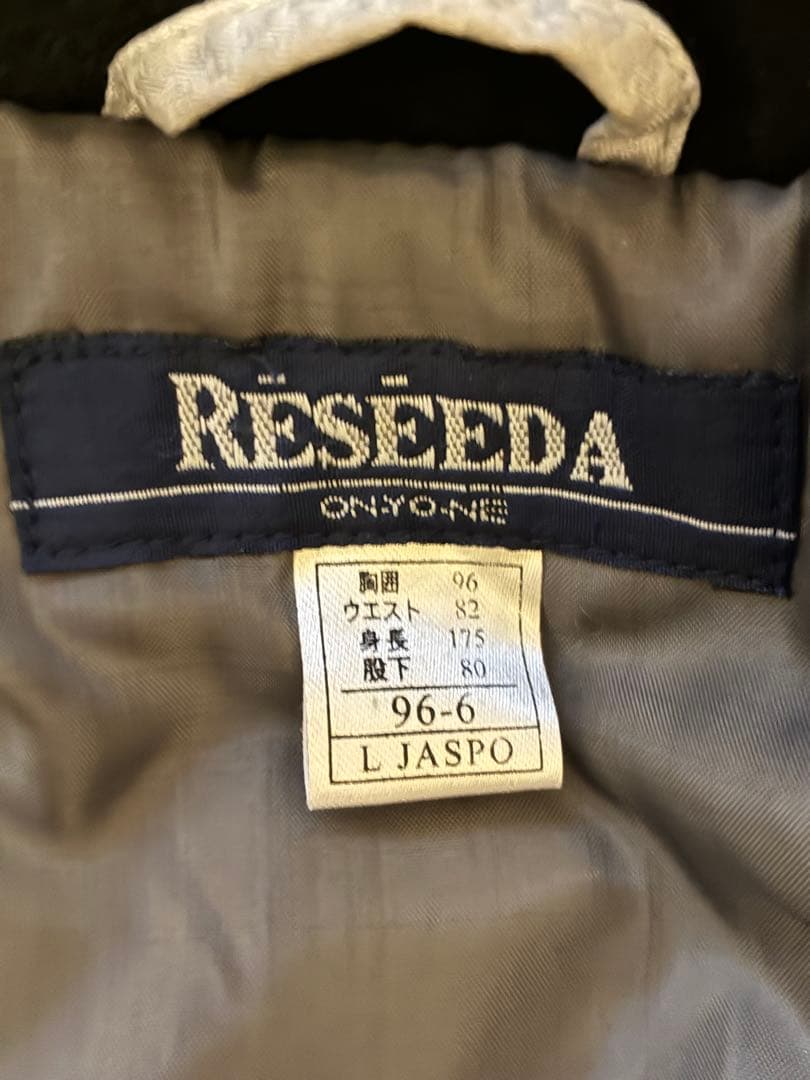 RĒSĒEDA
ON・YO・NE
胸囲 96
ウエスト 82
身長 175
股下 80
96-6
L JASPO